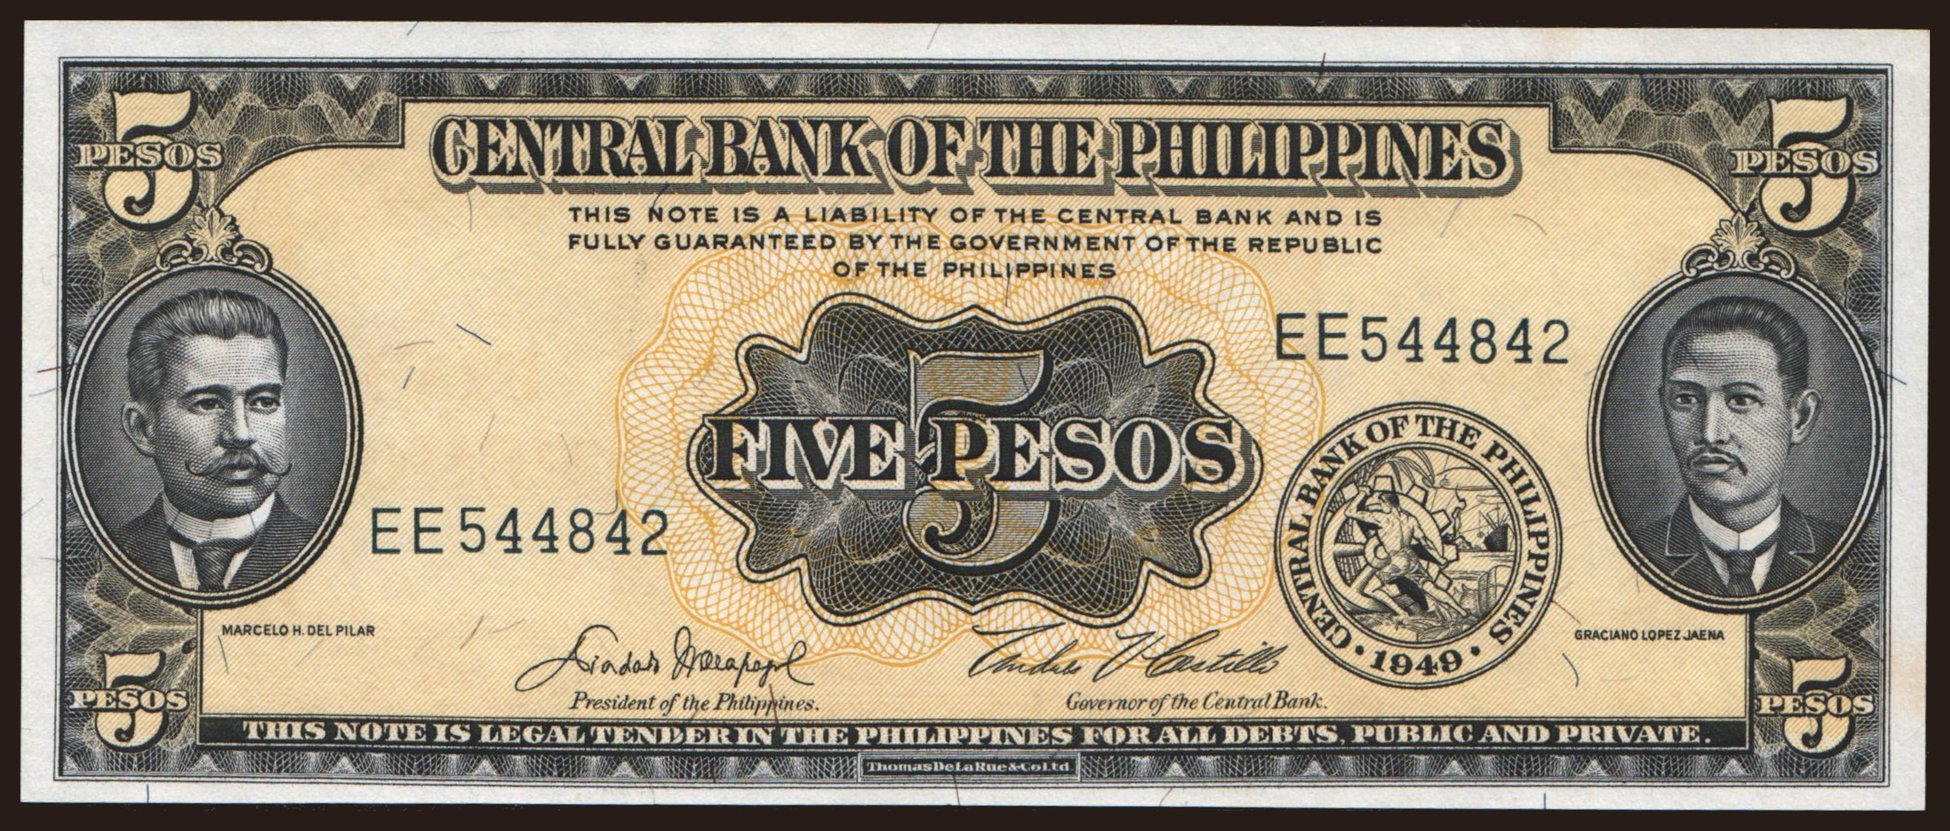 5
PESOS
5
PESOS
CENTRAL BANK OF THE PHILIPPINES
THIS NOTE IS A LIABILITY OF THE CENTRAL BANK AND IS
FULLY GUARANTEED BY THE GOVERNMENT OF THE REPUBLIC
OF THE PHILIPPINES
EE544842
5
FIVE PESOS
EE544842
CENTRAL BANK OF THE PHILIPPINES
• 1949 •
MARCELO H. DEL PILAR
GRACIANO LOPEZ JAENA
Diosdado Macapagal
Andres V Castillo
President of the Philippines.
Governor of the Central Bank.
5
PESOS
5
PESOS
THIS NOTE IS LEGAL TENDER IN THE PHILIPPINES FOR ALL DEBTS, PUBLIC AND PRIVATE.
Thomas De La Rue & Co Ltd